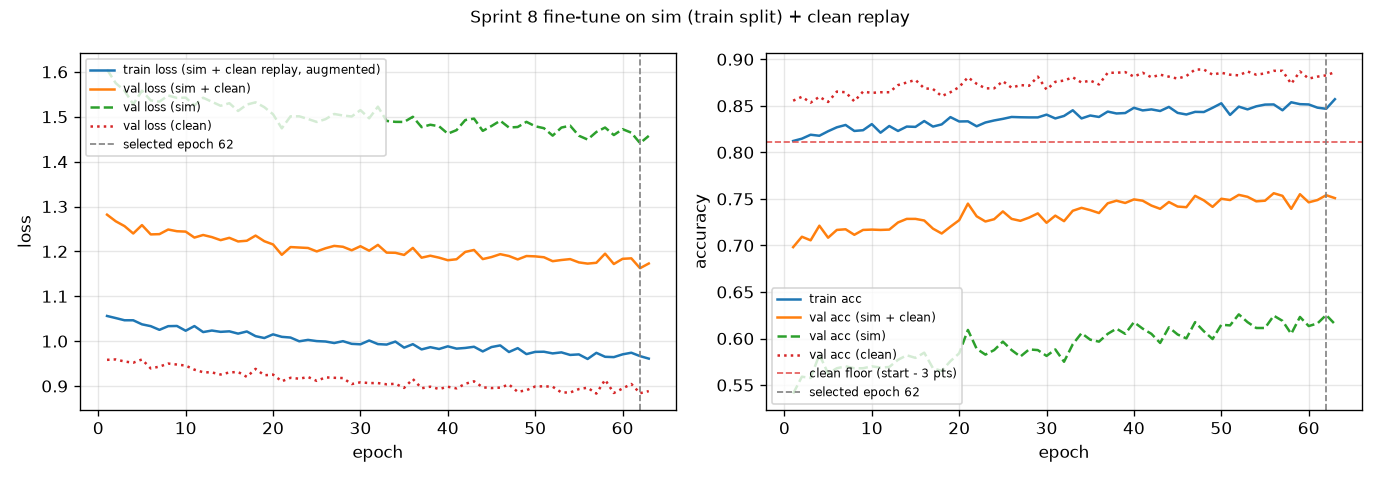 Sprint 8 fine-tune on sim (train split) + clean replay
train loss (sim + clean replay, augmented)
val loss (sim + clean)
val loss (sim)
val loss (clean)
selected epoch 62
loss
1.6
1.5
1.4
1.3
1.2
1.1
1.0
0.9
0
10
20
30
40
50
60
epoch
accuracy
0.90
0.85
0.80
0.75
0.70
0.65
0.60
0.55
train acc
val acc (sim + clean)
val acc (sim)
val acc (clean)
clean floor (start - 3 pts)
selected epoch 62
0
10
20
30
40
50
60
epoch